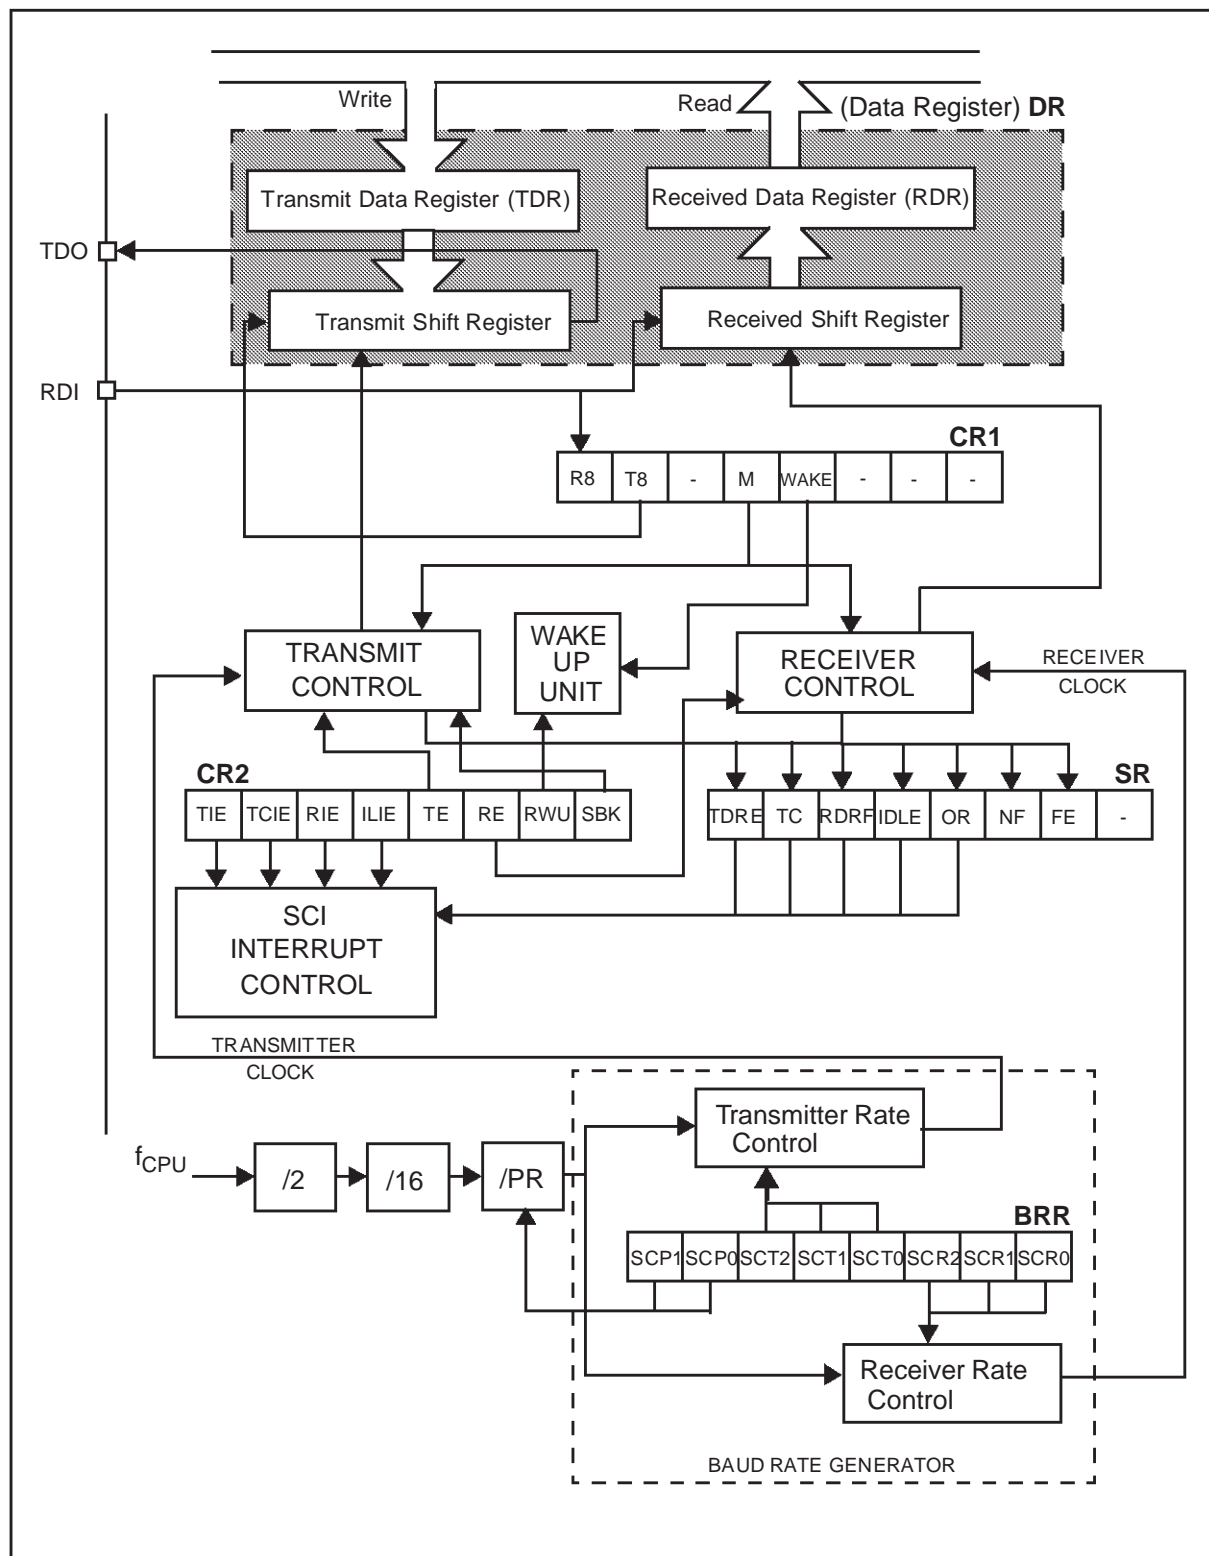 Write
Read
(Data Register) DR
Transmit Data Register (TDR)
Received Data Register (RDR)
TDO
Transmit Shift Register
Received Shift Register
RDI
CR1
R8 T8 - M WAKE - - -
TRANSMIT
CONTROL
WAKE
UP
UNIT
RECEIVER
CONTROL
RECEIVER
CLOCK
CR2
SR
TIE TCIE RIE ILIE TE RE RWU SBK
TDRE TC RDRF IDLE OR NF FE -
SCI
INTERRUPT
CONTROL
TRANSMITTER
CLOCK
Transmitter Rate
Control
fCPU
/2
/16
/PR
BRR
SCP1 SCP0 SCT2 SCT1 SCT0 SCR2 SCR1 SCR0
Receiver Rate
Control
BAUD RATE GENERATOR